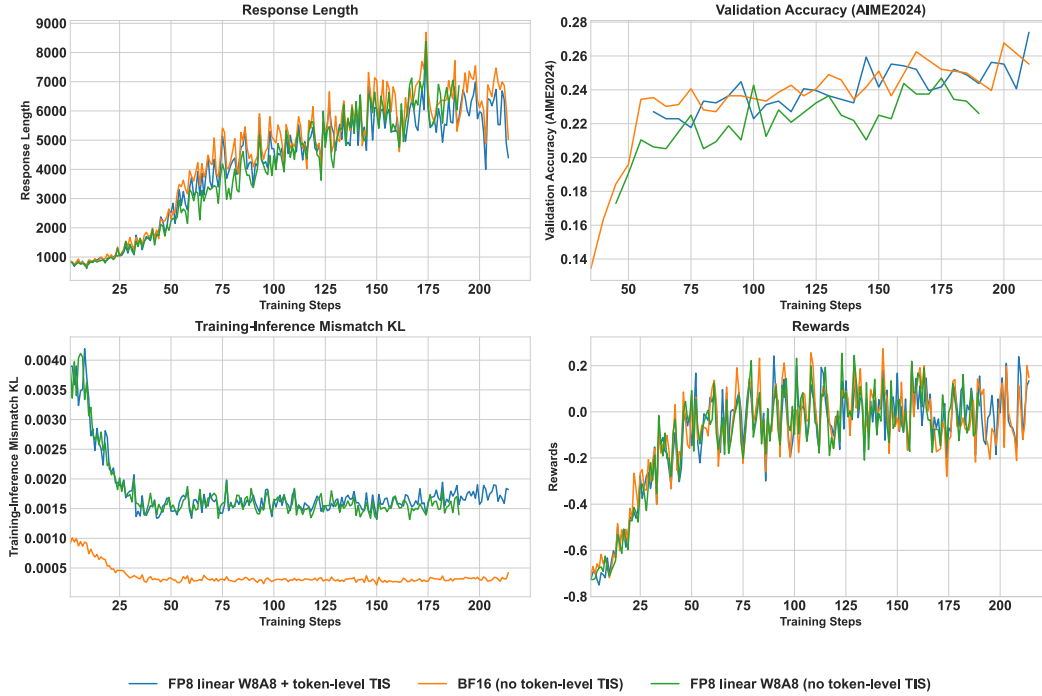 Response Length
9000
8000
7000
6000
5000
4000
3000
2000
1000
Response Length
25 50 75 100 125 150 175 200
Training Steps
Validation Accuracy (AIME2024)
0.28
0.26
0.24
0.22
0.20
0.18
0.16
0.14
Validation Accuracy (AIME2024)
50 75 100 125 150 175 200
Training Steps
Training-Inference Mismatch KL
0.0040
0.0035
0.0030
0.0025
0.0020
0.0015
0.0010
0.0005
Training-Inference Mismatch KL
25 50 75 100 125 150 175 200
Training Steps
Rewards
0.2
0.0
-0.2
-0.4
-0.6
-0.8
Rewards
25 50 75 100 125 150 175 200
Training Steps
FP8 linear W8A8 + token-level TIS BF16 (no token-level TIS) FP8 linear W8A8 (no token-level TIS)